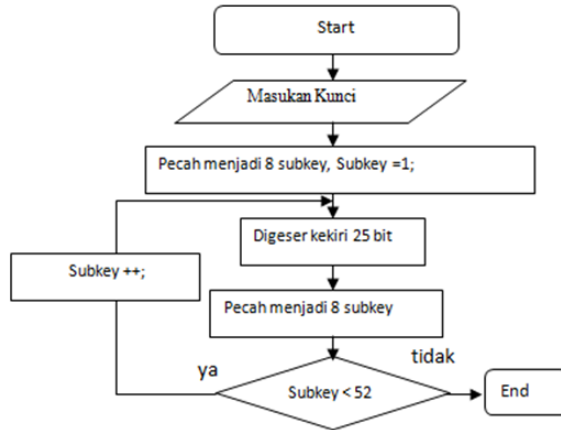 Start
Masukan Kunci
Pecah menjadi 8 subkey, Subkey =1;
Digeser kekiri 25 bit
Subkey ++;
Pecah menjadi 8 subkey
ya
tidak
Subkey < 52
End